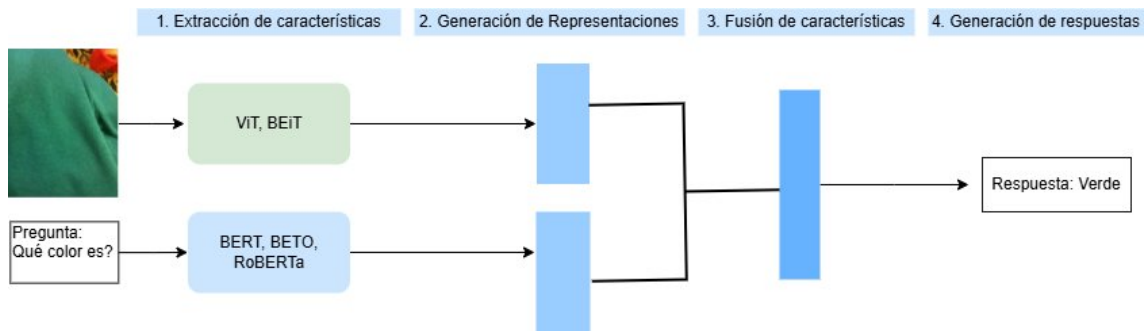 1. Extracción de características
2. Generación de Representaciones
3. Fusión de características
4. Generación de respuestas
ViT, BEiT
Pregunta:
Qué color es?
BERT, BETO,
RoBERTa
Respuesta: Verde